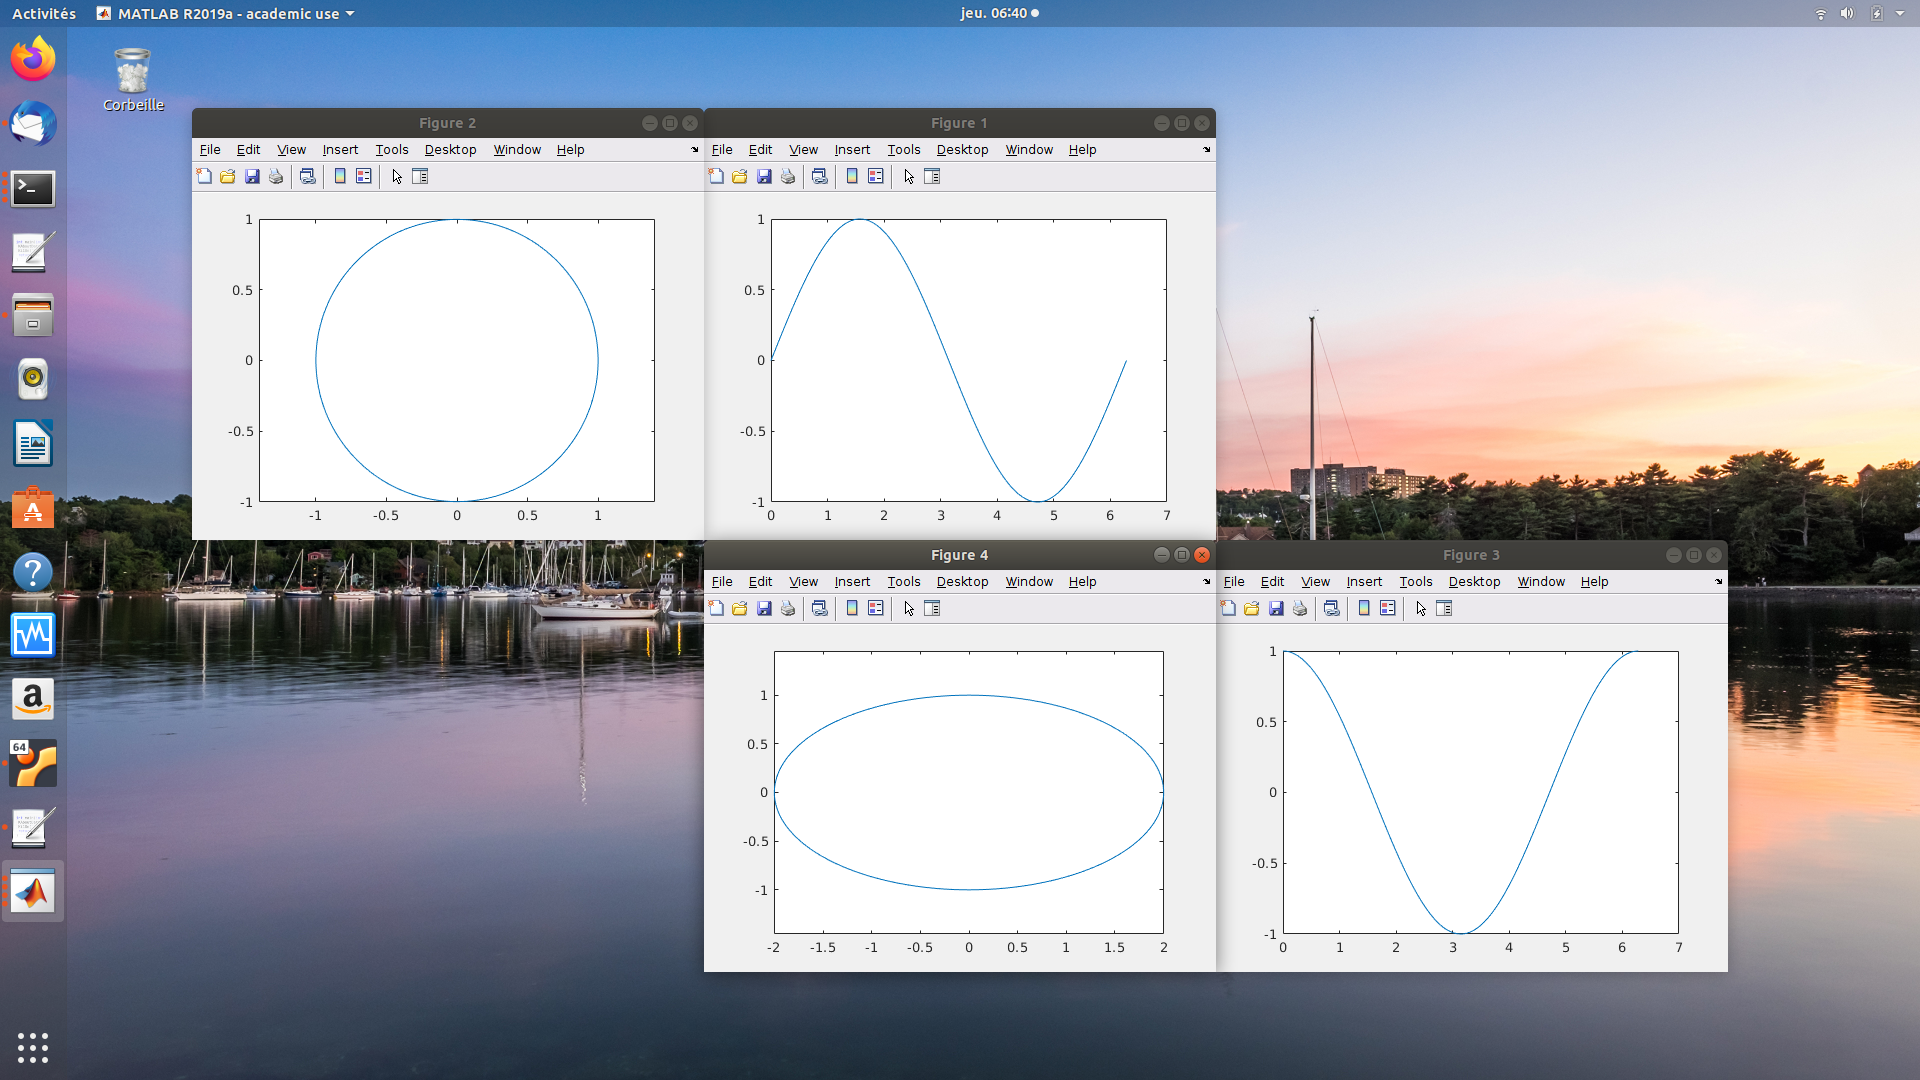 Activités MATLAB R2019a - academic use jeu. 06:40
Corbeille
Figure 2
File Edit View Insert Tools Desktop Window Help
1
0.5
0
-0.5
-1
-1 -0.5 0 0.5 1
Figure 1
File Edit View Insert Tools Desktop Window Help
1
0.5
0
-0.5
-1
0 1 2 3 4 5 6 7
Figure 4
File Edit View Insert Tools Desktop Window Help
1
0.5
0
-0.5
-1
-2 -1.5 -1 -0.5 0 0.5 1 1.5 2
Figure 3
File Edit View Insert Tools Desktop Window Help
1
0.5
0
-0.5
-1
0 1 2 3 4 5 6 7
64